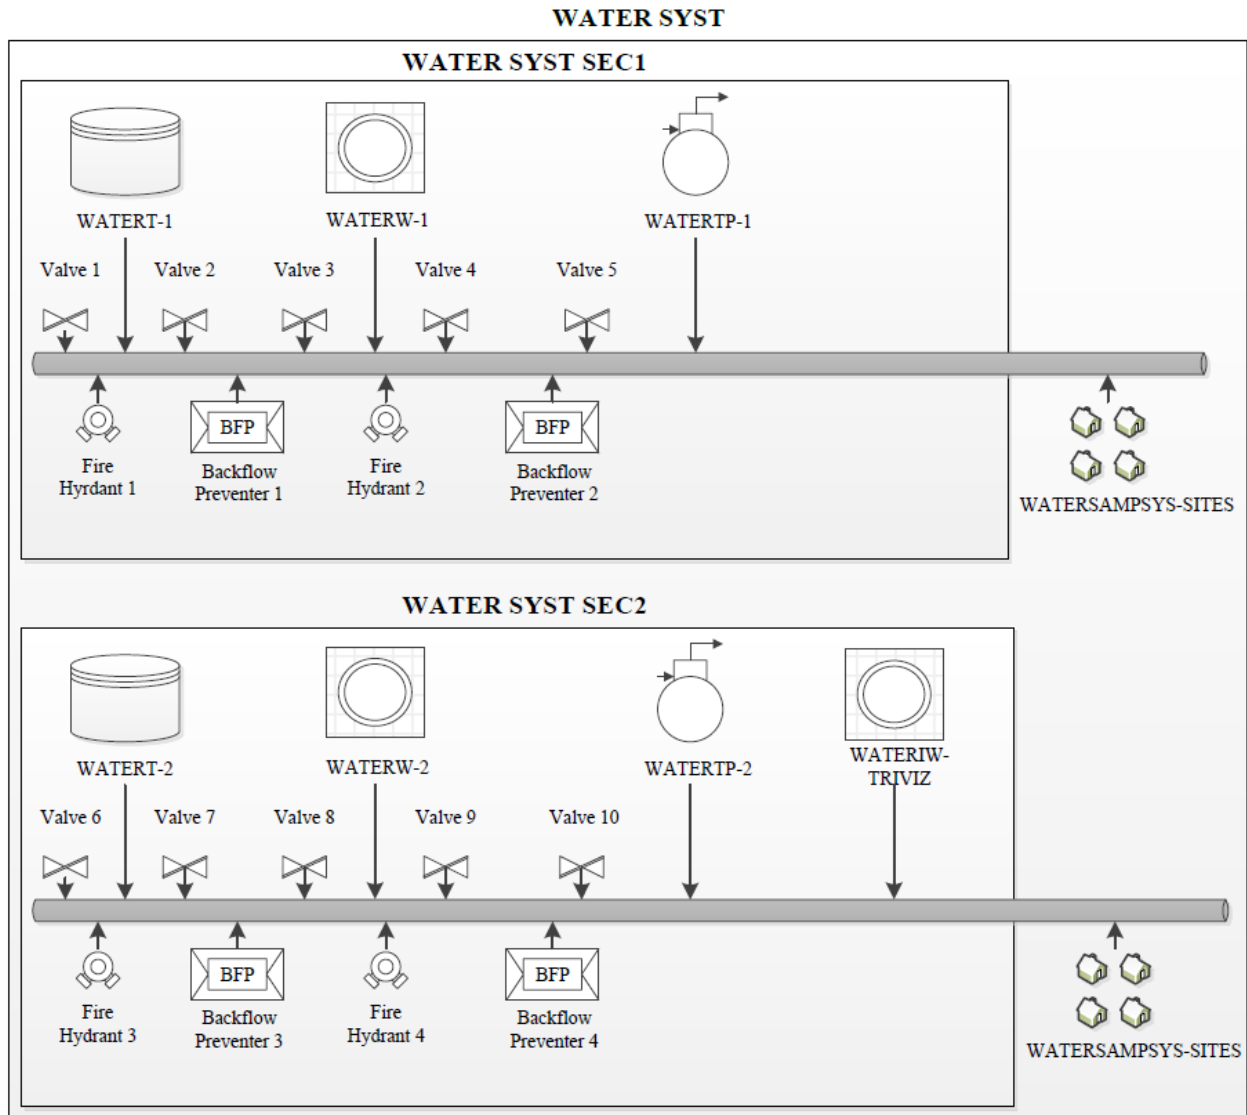 WATER SYST
WATER SYST SEC1
WATERT-1
WATERW-1
WATERTP-1
Valve 1
Valve 2
Valve 3
Valve 4
Valve 5
BFP
BFP
Fire
Hyrdant 1
Backflow
Preventer 1
Fire
Hydrant 2
Backflow
Preventer 2
WATERSAMPSYS-SITES
WATER SYST SEC2
WATERT-2
WATERW-2
WATERTP-2
WATERIW-
TRIVIZ
Valve 6
Valve 7
Valve 8
Valve 9
Valve 10
BFP
BFP
Fire
Hydrant 3
Backflow
Preventer 3
Fire
Hydrant 4
Backflow
Preventer 4
WATERSAMPSYS-SITES